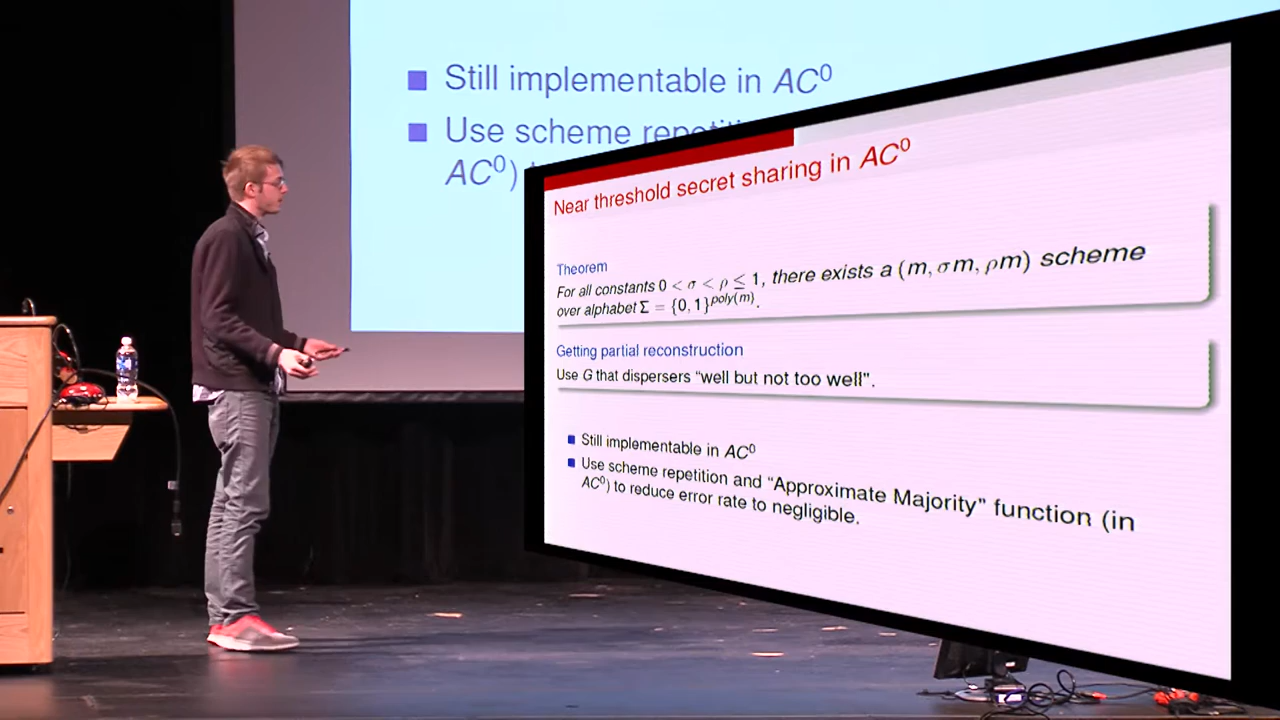 Still implementable in AC⁰
Use scheme repetiti
AC⁰)
Near threshold secret sharing in AC⁰
Theorem
For all constants 0 < σ < ρ ≤ 1, there exists a (m, σm, ρm) scheme
over alphabet Σ = {0, 1}^poly(m).
Getting partial reconstruction
Use G that dispersers “well but not too well”.
Still implementable in AC⁰
Use scheme repetition and “Approximate Majority” function (in
AC⁰) to reduce error rate to negligible.